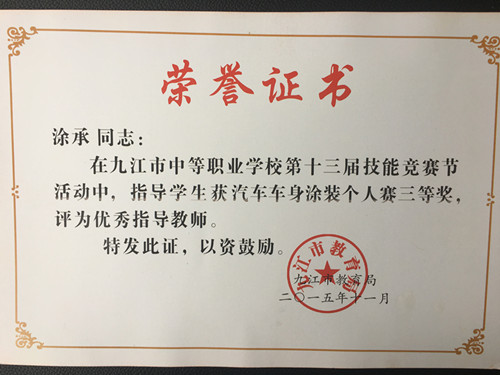 荣誉证书
涂承 同志：
在九江市中等职业学校第十三届技能竞赛节
活动中，指导学生获汽车车身涂装个人赛三等奖，
评为优秀指导教师。
特发此证，以资鼓励。
九江市教育局
九江市教育局
二〇一五年十一月